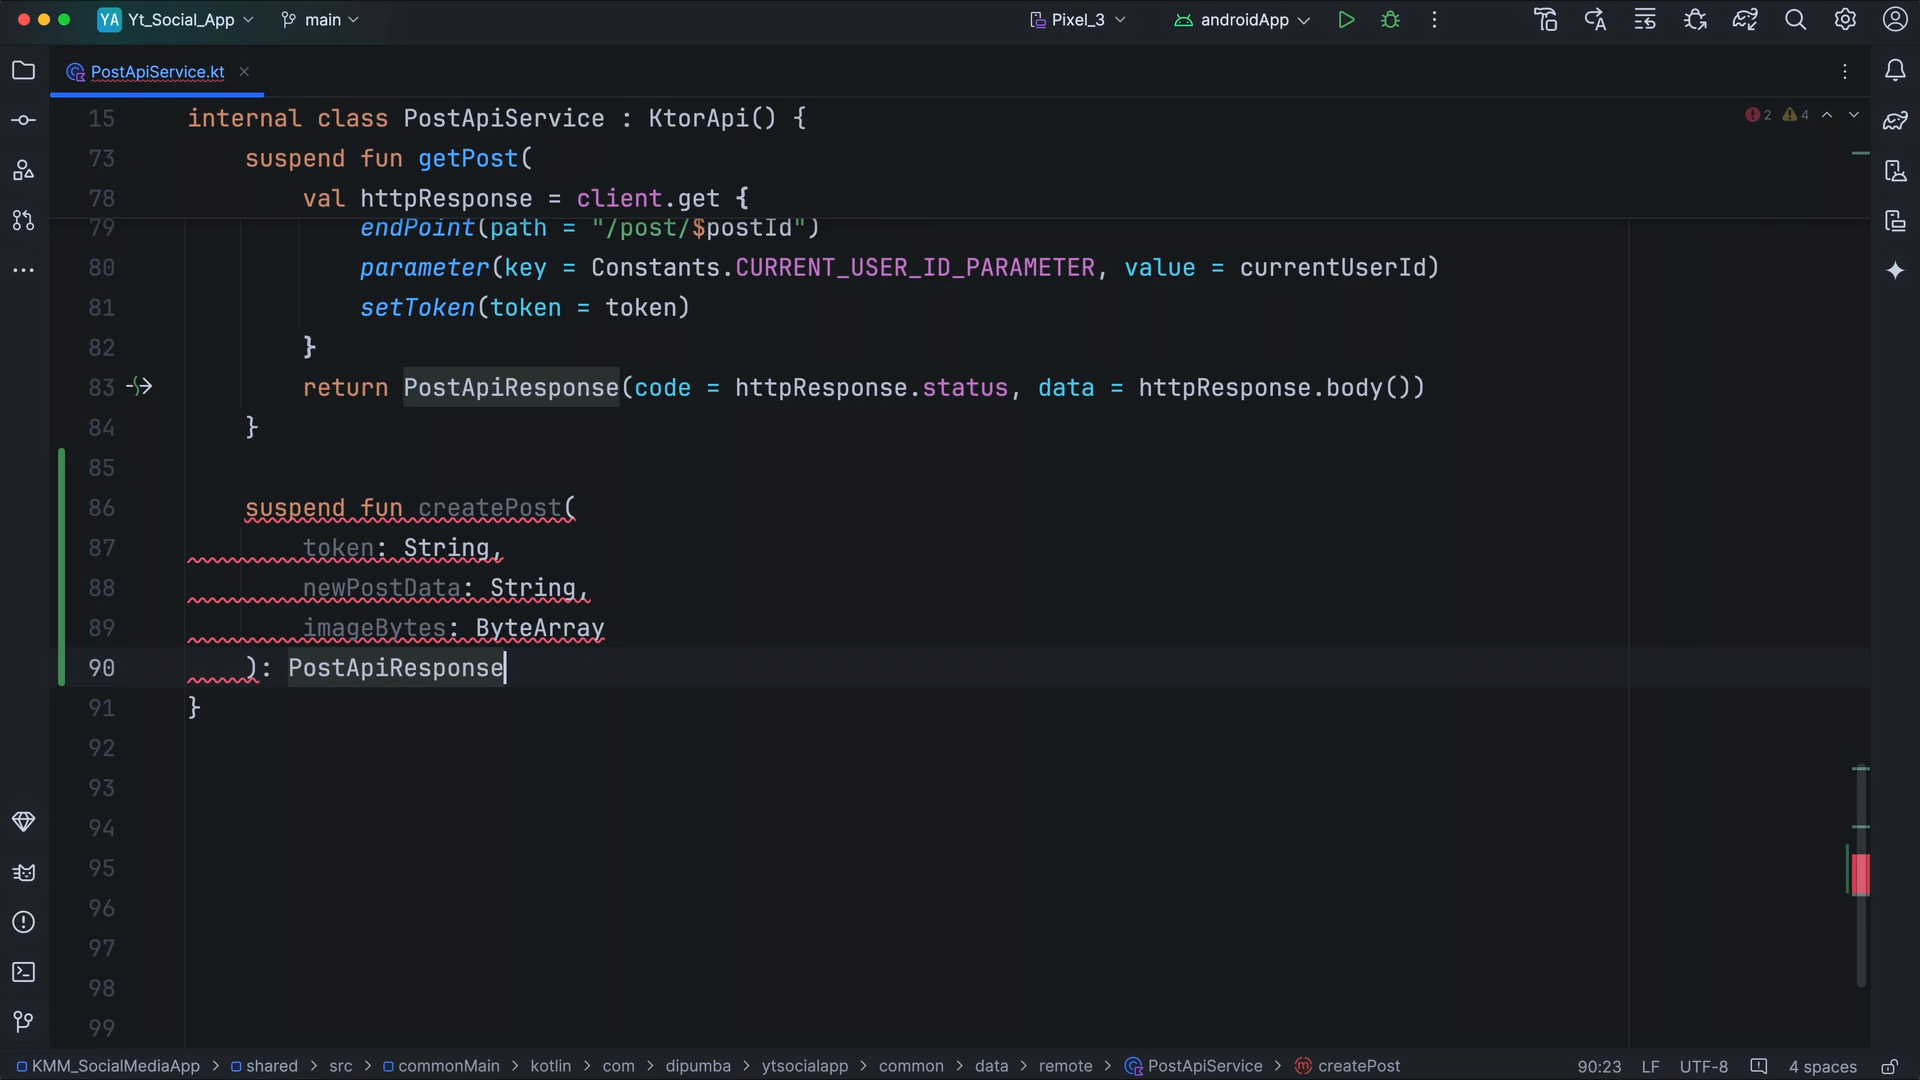 YA Yt_Social_App main Pixel_3 androidApp
PostApiService.kt
15 internal class PostApiService : KtorApi() { 2 4
73 suspend fun getPost(
78 val httpResponse = client.get {
79 endPoint(path = "/post/$postId")
80 parameter(key = Constants.CURRENT_USER_ID_PARAMETER, value = currentUserId)
81 setToken(token = token)
82 }
83 return PostApiResponse(code = httpResponse.status, data = httpResponse.body())
84 }
85
86 suspend fun createPost(
87 token: String,
88 newPostData: String,
89 imageBytes: ByteArray
90 ): PostApiResponse
91 }
92
93
94
95
96
97
98
99
KMM_SocialMediaApp > shared > src > commonMain > kotlin > com > dipumba > ytsocialapp > common > data > remote > PostApiService > createPost 90:23 LF UTF-8 4 spaces